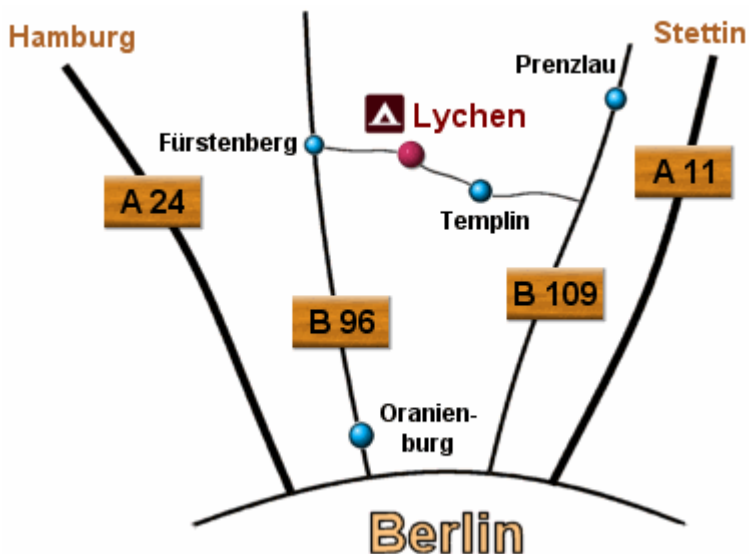 Hamburg
Stettin
Prenzlau
Lychen
Fürstenberg
A 24
A 11
Templin
B 109
B 96
Oranien-
burg
Berlin